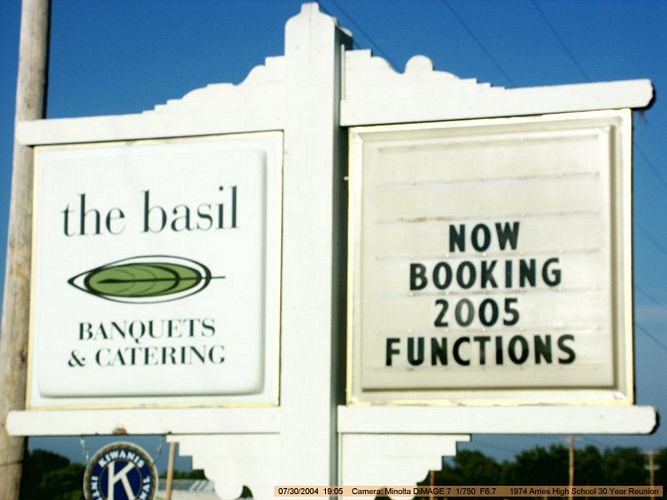 the basil
BANQUETS
& CATERING
NOW
BOOKING
2005
FUNCTIONS
KIWANIS
K
07/30/2004 19:05 Camera: Minolta DiMAGE 7 1/750 F6.7 1974 Ames High School 30 Year Reunion